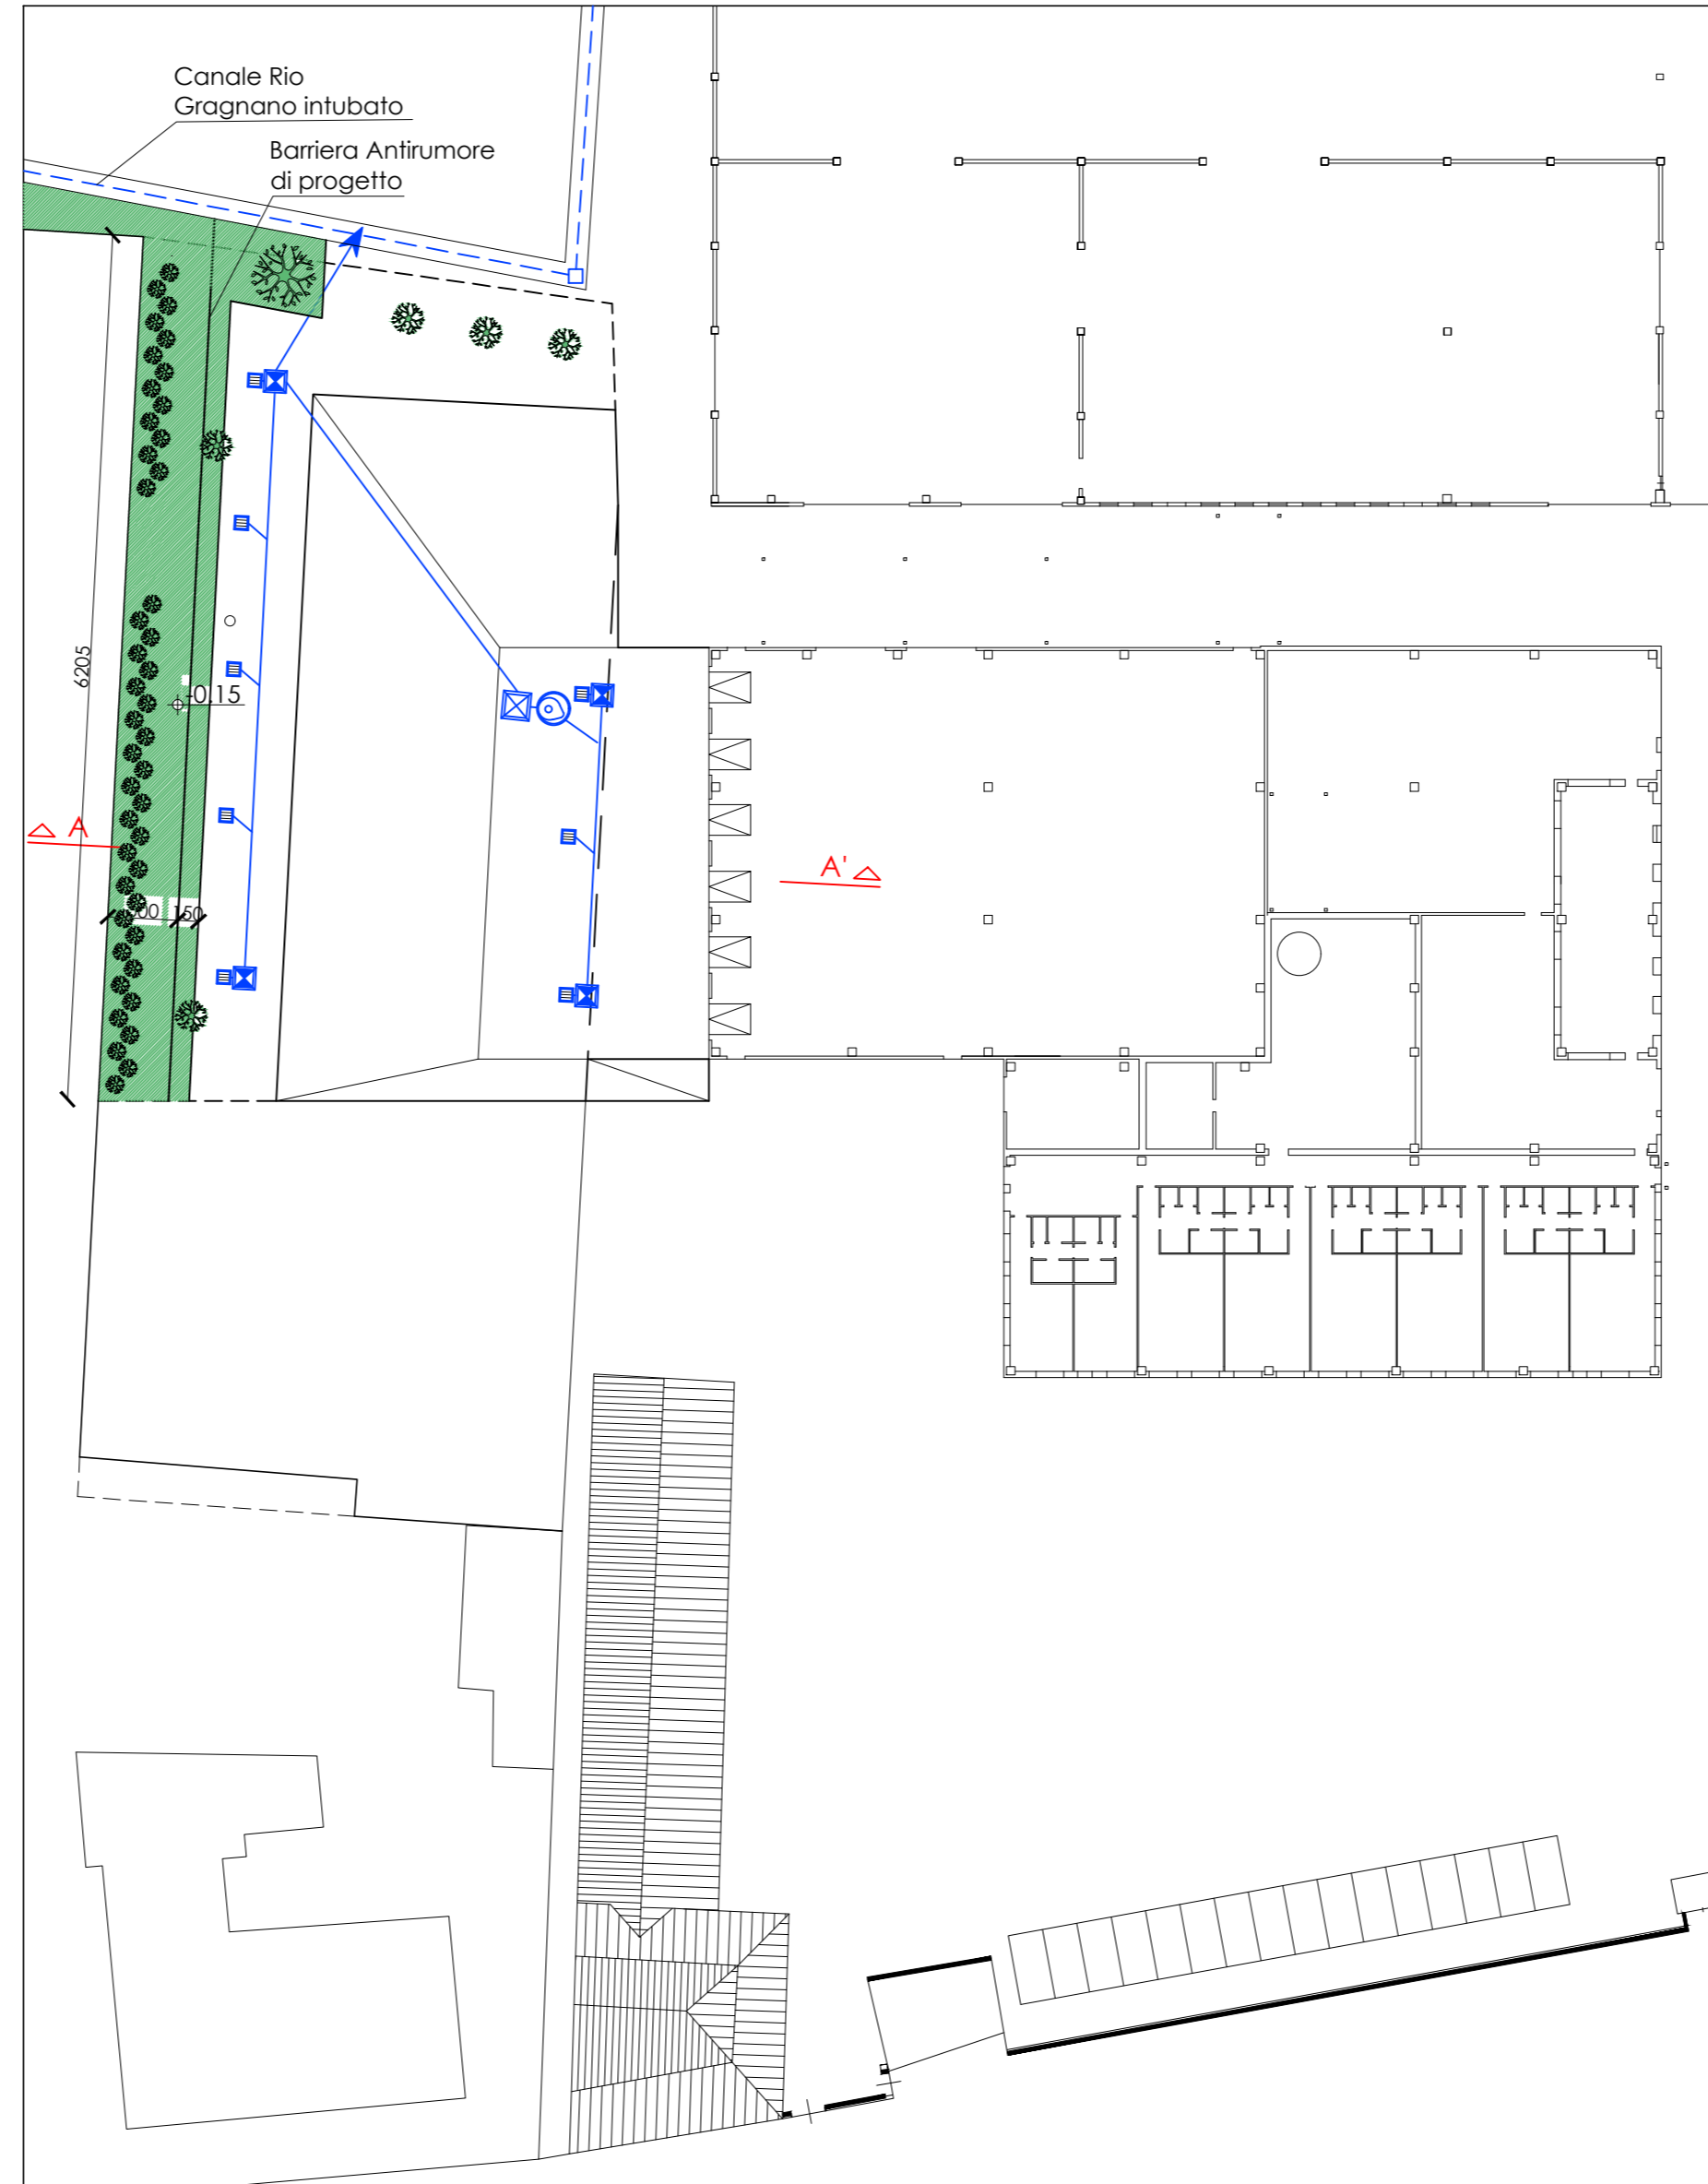 Canale Rio
Gragnano intubato
Barriera Antirumore
di progetto
6205
-0.15
A
A'
150